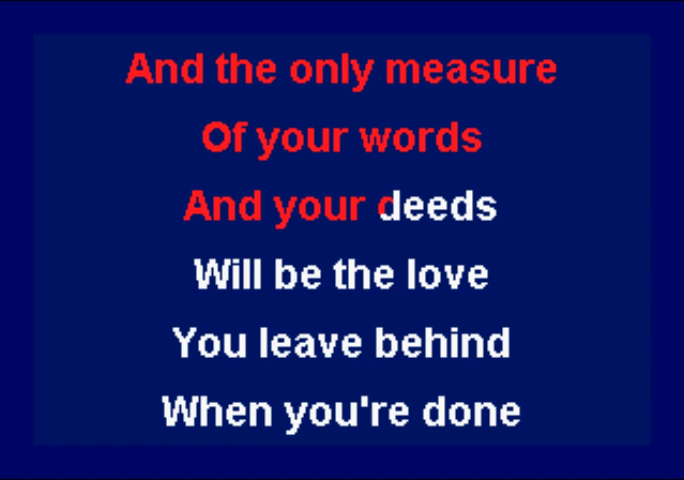 And the only measure
Of your words
And your deeds
Will be the love
You leave behind
When you're done